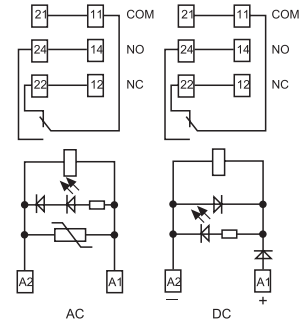 21 11 COM 21 11 COM
24 14 NO 24 14 NO
22 12 NC 22 12 NC
A2 A1 A2 A1
— +
AC DC